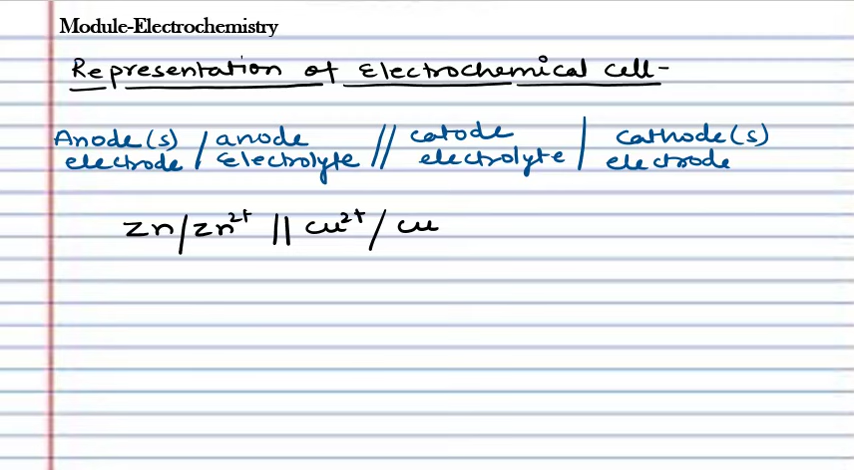 Module-Electrochemistry
Representation of Electrochemical cell-
Anode(s) / anode // catode / cathode(s)
electrode / Electrolyte // electrolyte / electrode
Zn/Zn²⁺ || Cu²⁺ / Cu